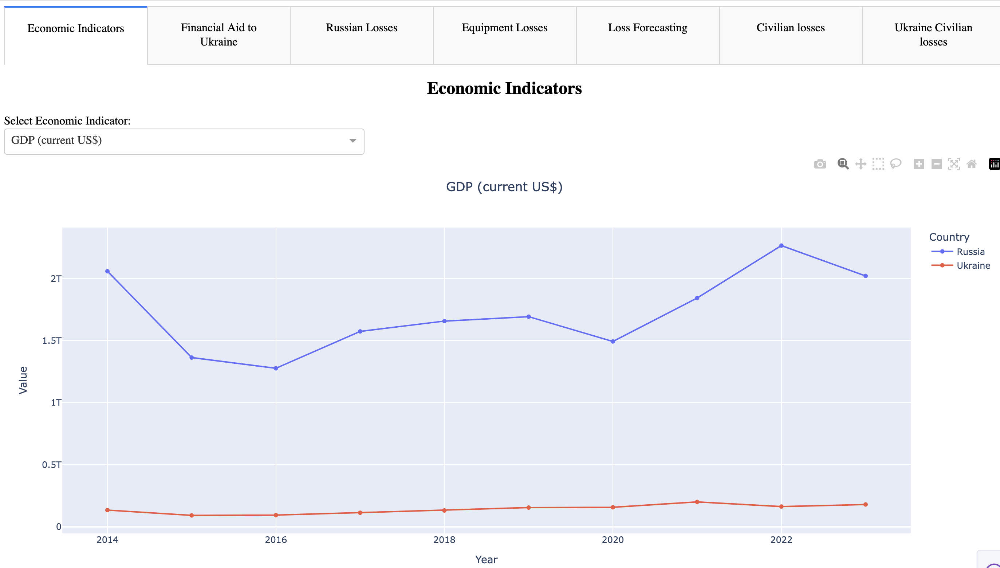 Economic Indicators
Financial Aid to
Ukraine
Russian Losses
Equipment Losses
Loss Forecasting
Civilian losses
Ukraine Civilian
losses
Economic Indicators
Select Economic Indicator:
GDP (current US$)
GDP (current US$)
Country
Russia
Ukraine
2T
1.5T
1T
0.5T
0
Value
2014
2016
2018
2020
2022
Year